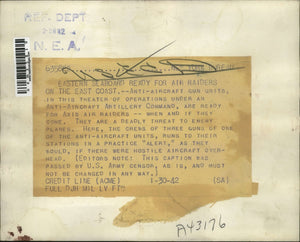 REF. DEPT
N. E. A.
EASTERN SEABOARD READY FOR AIR RAIDERS
ON THE EAST COAST.--ANTI-AIRCRAFT GUN UNITS,
IN THIS THEATER OF OPERATIONS UNDER AN
ANTI-AIRCRAFT ARTILLERY COMMAND, ARE READY
FOR AXIS AIR RAIDERS -- WHEN AND IF THEY
COME. THEY ARE A DEADLY THREAT TO ENEMY
PLANES. HERE, THE CREWS OF THREE GUNS OF ONE
OF THE ANTI-AIRCRAFT UNITS, RUNS TO THEIR
STATIONS IN A PRACTICE "ALERT", AS THEY
WOULD, IF THERE WERE HOSTILE AIRCRAFT OVER-
HEAD. (EDITORS NOTE: THIS CAPTION HAS
PASSED BY U.S. ARMY CENSOR, AS IS, AND MUST
NOT BE CHANGED IN ANY WAY.)
CREDIT LINE (ACME) 1-30-42 (SA)
FULL DJH MIL LV FTM
A43176